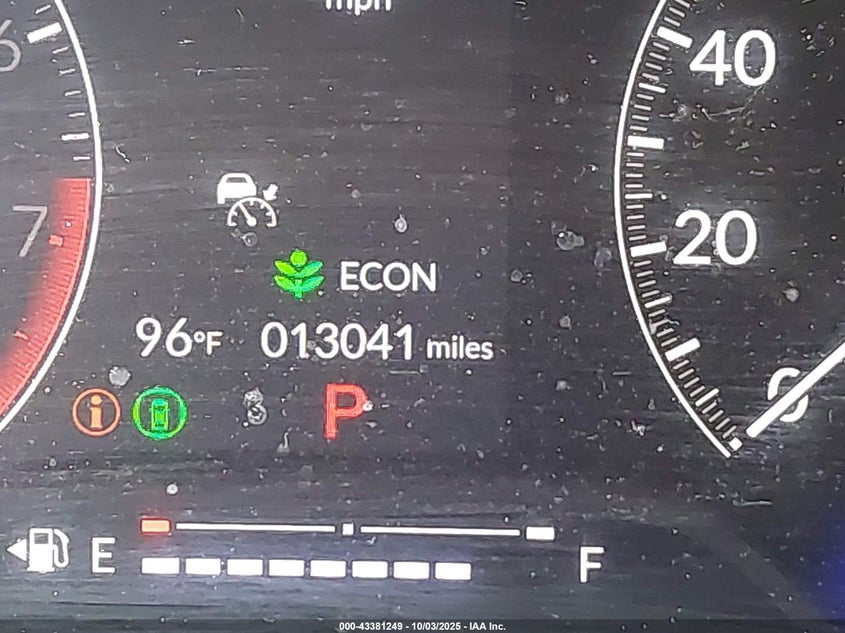 mph
6
40
7
20
ECON
96°F 013041 miles
0
i
P
E F
000-43381249 - 10/03/2025 - IAA Inc.